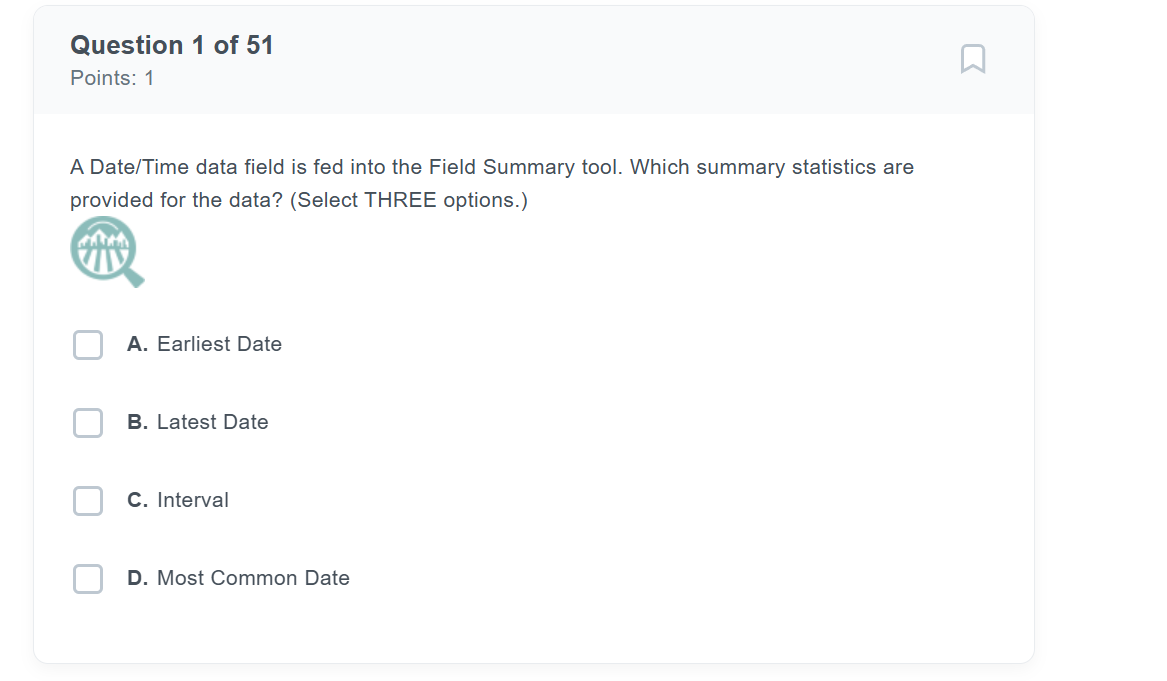 Question 1 of 51
Points: 1
A Date/Time data field is fed into the Field Summary tool. Which summary statistics are
provided for the data? (Select THREE options.)
A. Earliest Date
B. Latest Date
C. Interval
D. Most Common Date